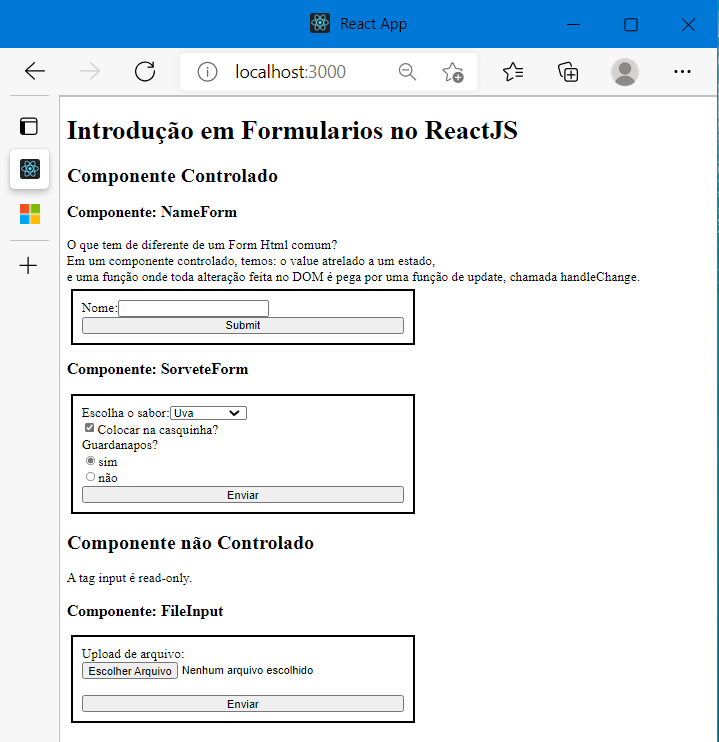 React App
localhost:3000
Introdução em Formularios no ReactJS
Componente Controlado
Componente: NameForm
O que tem de diferente de um Form Html comum?
Em um componente controlado, temos: o value atrelado a um estado,
e uma função onde toda alteração feita no DOM é pega por uma função de update, chamada handleChange.
Nome:
Submit
Componente: SorveteForm
Escolha o sabor: Uva
Colocar na casquinha?
Guardanapos?
sim
não
Enviar
Componente não Controlado
A tag input é read-only.
Componente: FileInput
Upload de arquivo:
Escolher Arquivo Nenhum arquivo escolhido
Enviar